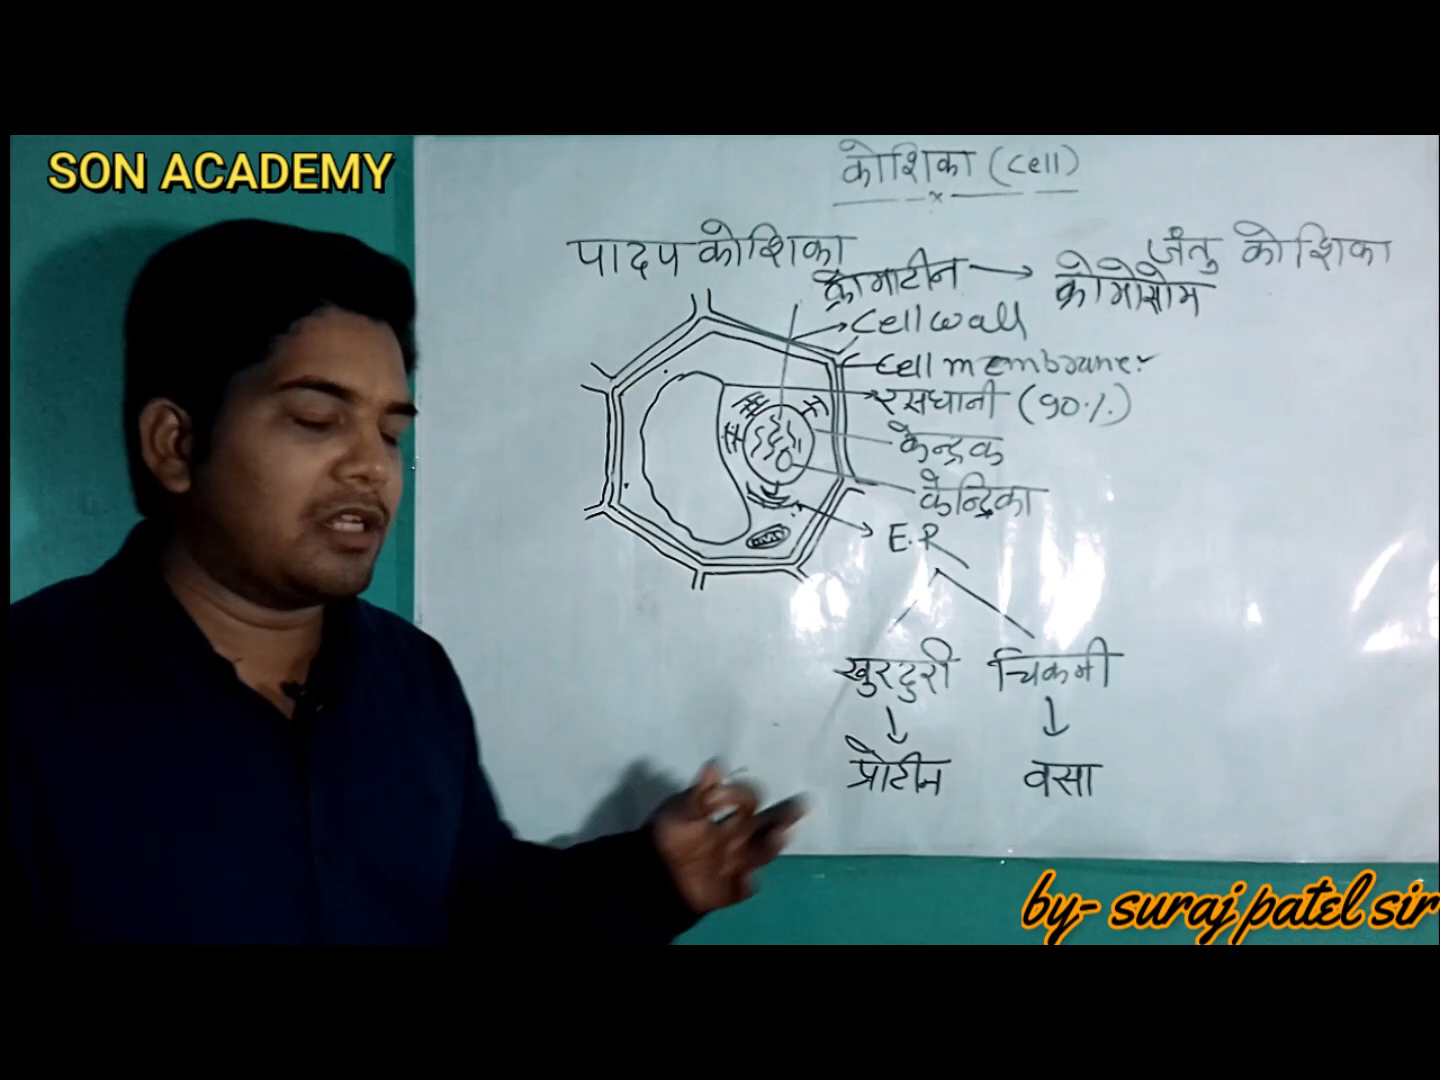 SON ACADEMY
कोशिका (cell)
पादप कोशिका
जंतु कोशिका
क्रोमाटीन → क्रोमोसोम
cell wall
cell membrane
रसधानी (90%)
केन्द्रक
केन्द्रिका
E.R
खुरदुरी
चिकनी
प्रोटीन
वसा
by- suraj patel sir